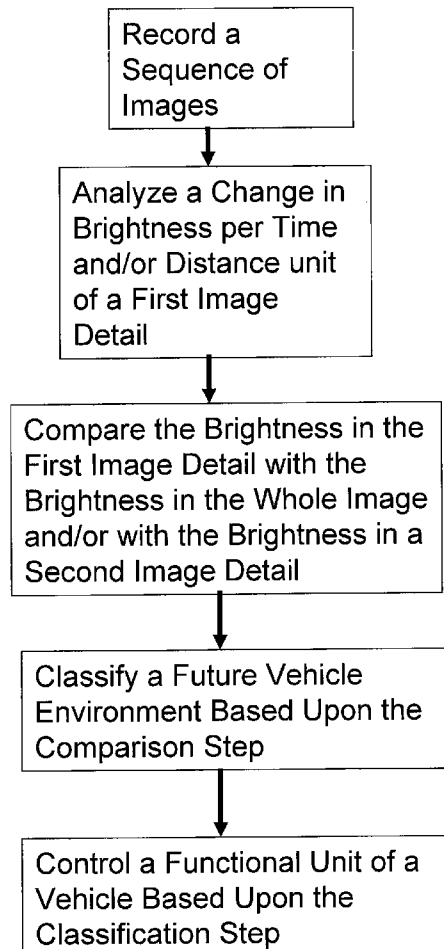 Record a
Sequence of
Images
Analyze a Change in
Brightness per Time
and/or Distance unit
of a First Image
Detail
Compare the Brightness in the
First Image Detail with the
Brightness in the Whole Image
and/or with the Brightness in a
Second Image Detail
Classify a Future Vehicle
Environment Based Upon the
Comparison Step
Control a Functional Unit of a
Vehicle Based Upon the
Classification Step